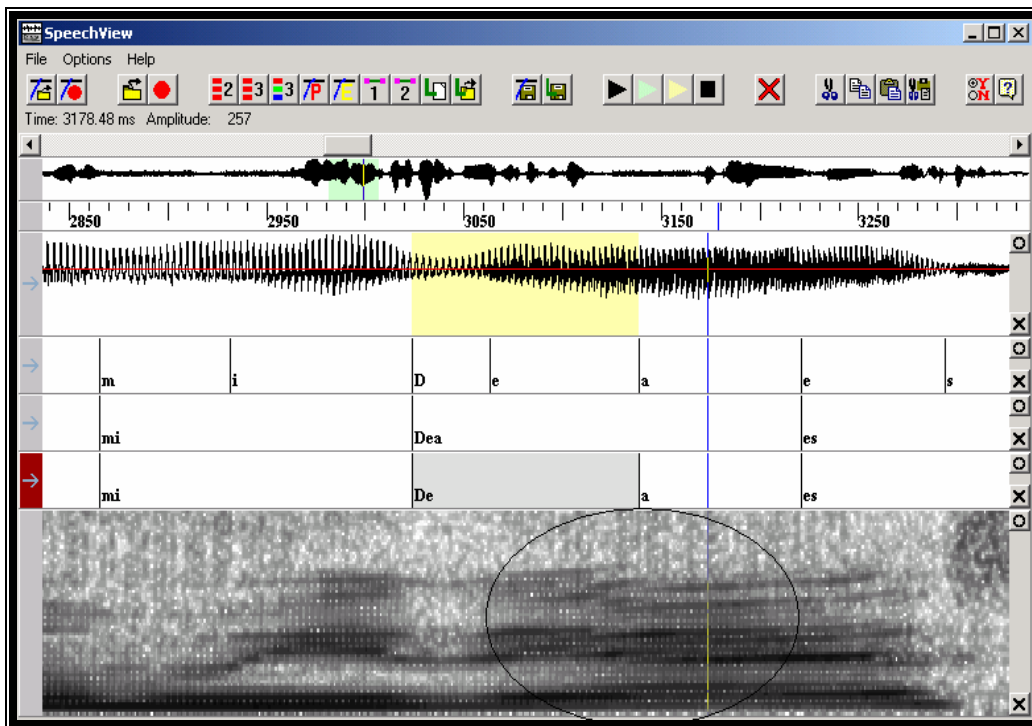 SpeechView
File Options Help
2 3 3 P E 1 2
Time: 3178.48 ms Amplitude: 257
2850 2950 3050 3150 3250
m i D e a e s
mi Dea es
mi De a es